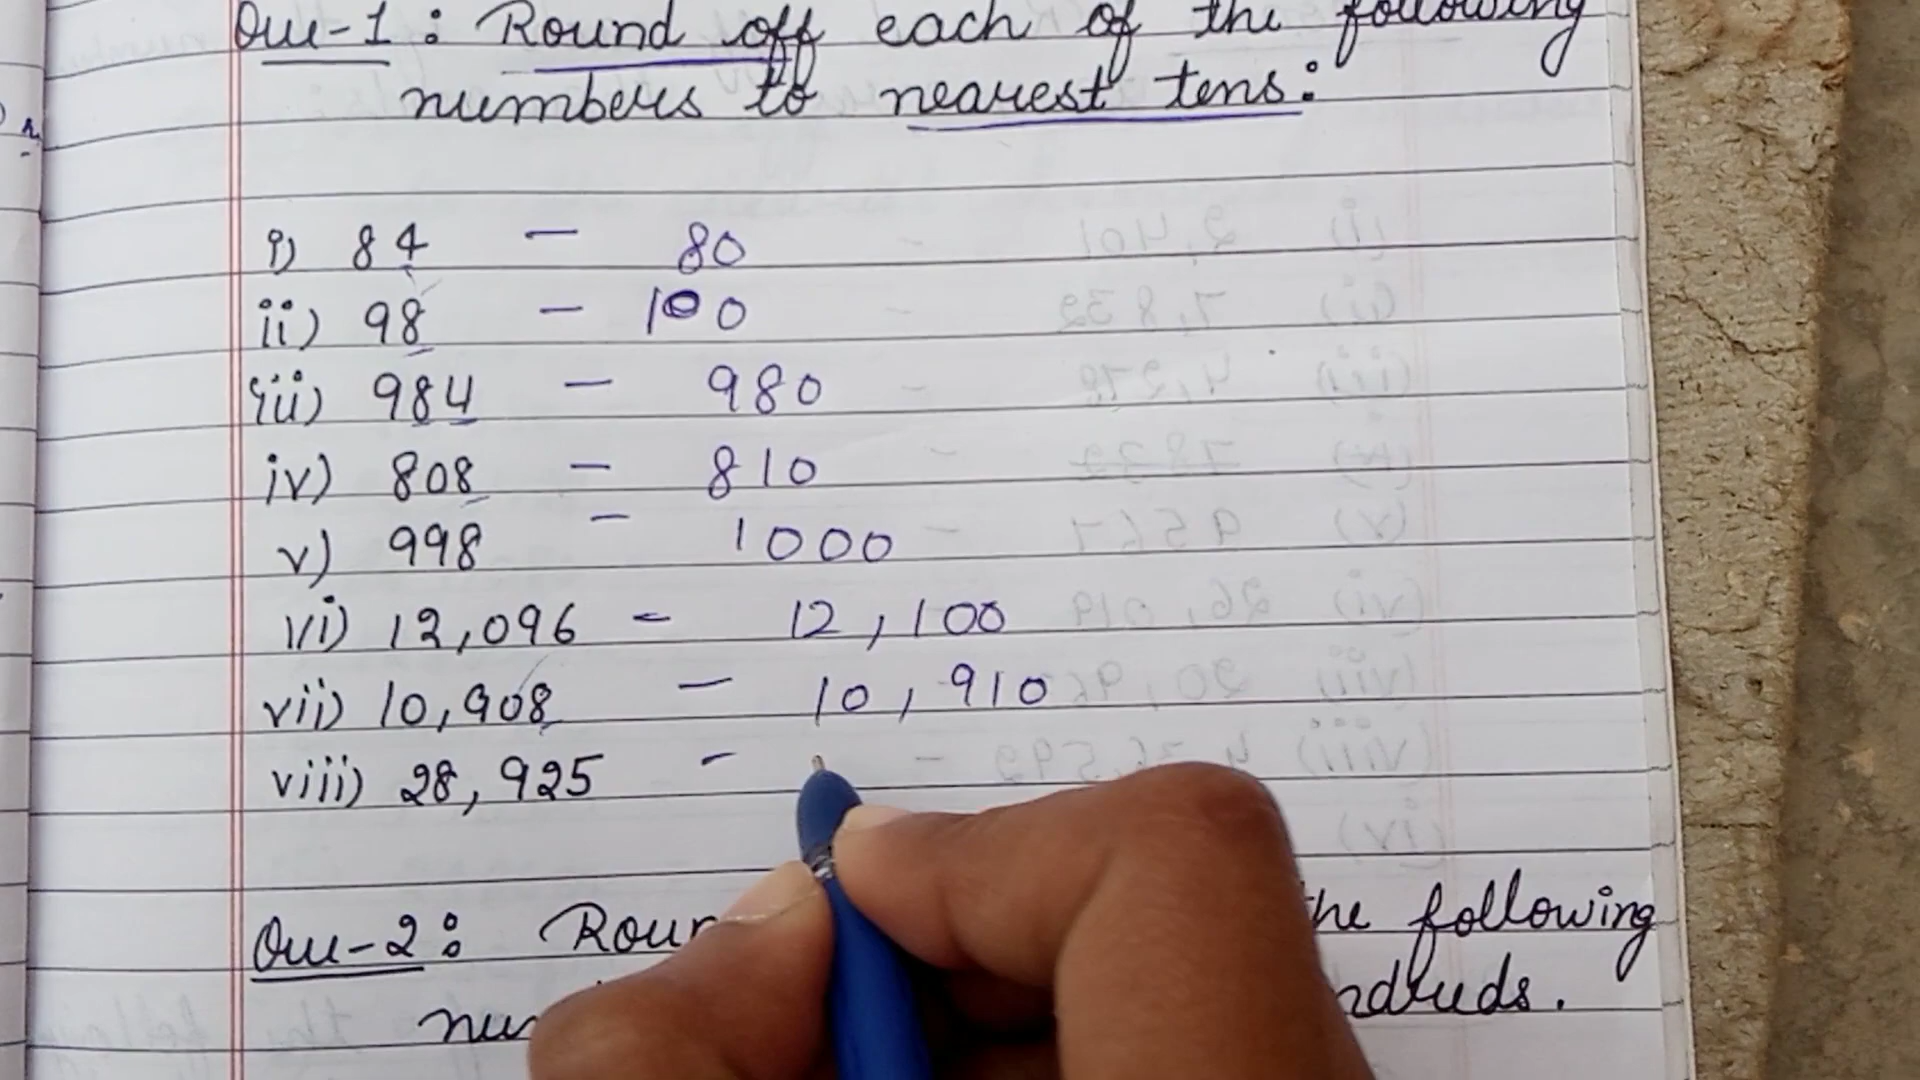 Que-1: Round off each of the following
numbers to nearest tens:
i) 84 - 80
ii) 98 - 100
iii) 984 - 980
iv) 808 - 810
v) 998 - 1000
vi) 12,096 - 12,100
vii) 10,908 - 10,910
viii) 28,925 -
Que-2: the following